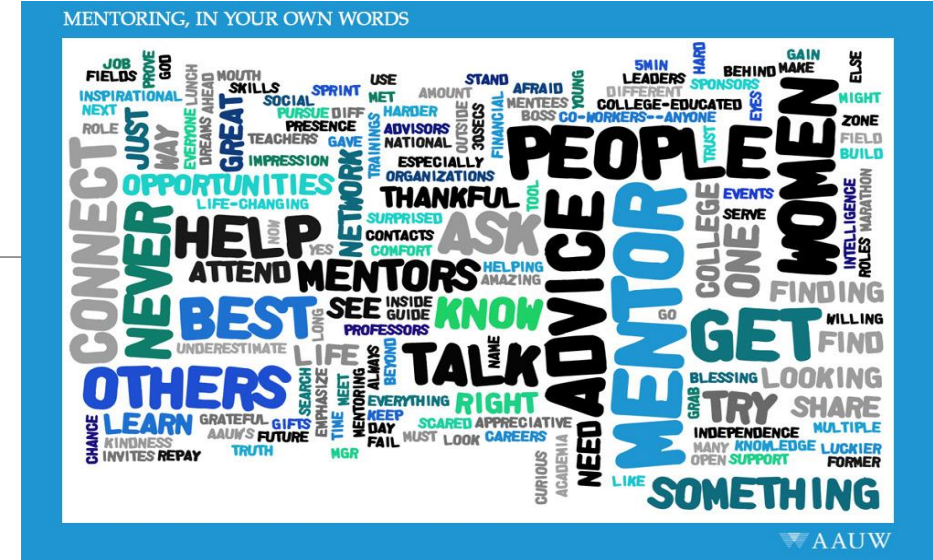 MENTORING, IN YOUR OWN WORDS
JOB
FIELDS
PROVE
GOD
INSPIRATIONAL
NEXT
ROLE
JUST
WAY
EVERYONE
LUNCH
DREAMS
AHEAD
MOUTH
SKILLS
GREAT
SOCIAL
SPRINT
PURSUE
DIFF
PRESENCE
TEACHERS
GAVE
IMPRESSION
NETWORK
USE
MET
TRAININGS
HARDER
ADVISORS
NATIONAL
AMOUNT
OUTSIDE
30SECS
ESPECIALLY
ORGANIZATIONS
STAND
FINANCIAL
AFRAID
MENTEES
BOSS
YOUNG
5MIN
LEADERS
DIFFERENT
COLLEGE-EDUCATED
CO-WORKERS--ANYONE
HARD
SPONSORS
TRUST
BEHIND
EYES
GAIN
MAKE
ELSE
MIGHT
ZONE
FIELD
BUILD
WOMEN
PEOPLE
CONNECT
NEVER
OPPORTUNITIES
LIFE-CHANGING
HELP
NOW
YES
ATTEND
MENTORS
THANKFUL
SURPRISED
CONTACTS
COMFORT
ASK
TOOL
HELPING
AMAZING
ADVICE
MENTOR
COLLEGE
ONE
EVENTS
SERVE
INTELLIGENCE
ROLES
MARATHON
BEST
UNDERESTIMATE
LONG
SEE
INSIDE
GUIDE
PROFESSORS
KNOW
LIFE
ALWAYS
BEYOND
TALK
NAME
GO
GET
FINDING
WILLING
FIND
OTHERS
LEARN
GRATEFUL
GIFTS
SEARCH
EMPHASIZE
MEET
TIME
MENTORING
EVERYTHING
KEEP
DAY
FAIL
RIGHT
SCARED
APPRECIATIVE
MUST
LOOK
CAREERS
NEED
BLESSING
LOOKING
GRAB
TRY
SHARE
MULTIPLE
CHANCE
KINDNESS
INVITES
REPAY
AAUW'S
FUTURE
TRUTH
MGR
CURIOUS
ACADEMIA
LIKE
INDEPENDENCE
MANY
KNOWLEDGE
LUCKIER
OPEN
SUPPORT
FORMER
SOMETHING
AAUW